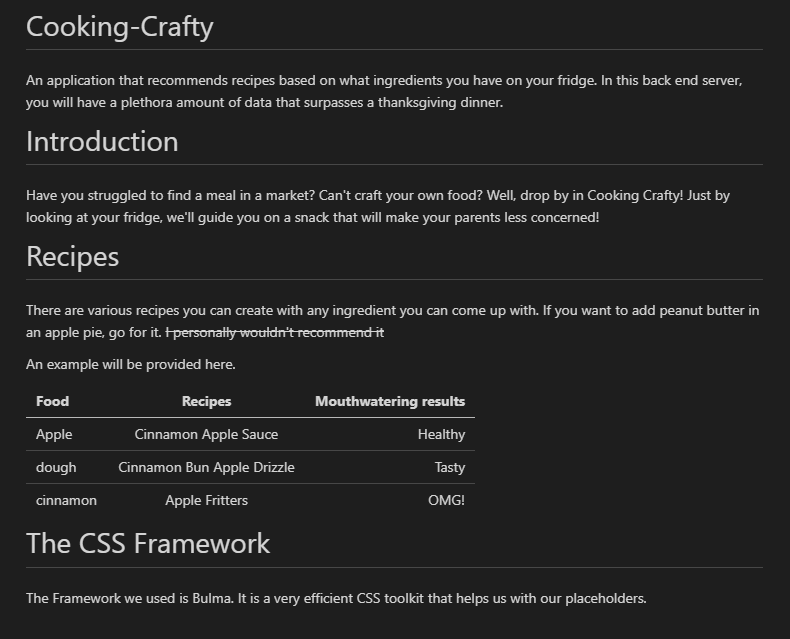 Cooking-Crafty
An application that recommends recipes based on what ingredients you have on your fridge. In this back end server,
you will have a plethora amount of data that surpasses a thanksgiving dinner.
Introduction
Have you struggled to find a meal in a market? Can't craft your own food? Well, drop by in Cooking Crafty! Just by
looking at your fridge, we'll guide you on a snack that will make your parents less concerned!
Recipes
There are various recipes you can create with any ingredient you can come up with. If you want to add peanut butter in
an apple pie, go for it. I personally wouldn't recommend it
An example will be provided here.
Food Recipes Mouthwatering results
Apple Cinnamon Apple Sauce Healthy
dough Cinnamon Bun Apple Drizzle Tasty
cinnamon Apple Fritters OMG!
The CSS Framework
The Framework we used is Bulma. It is a very efficient CSS toolkit that helps us with our placeholders.